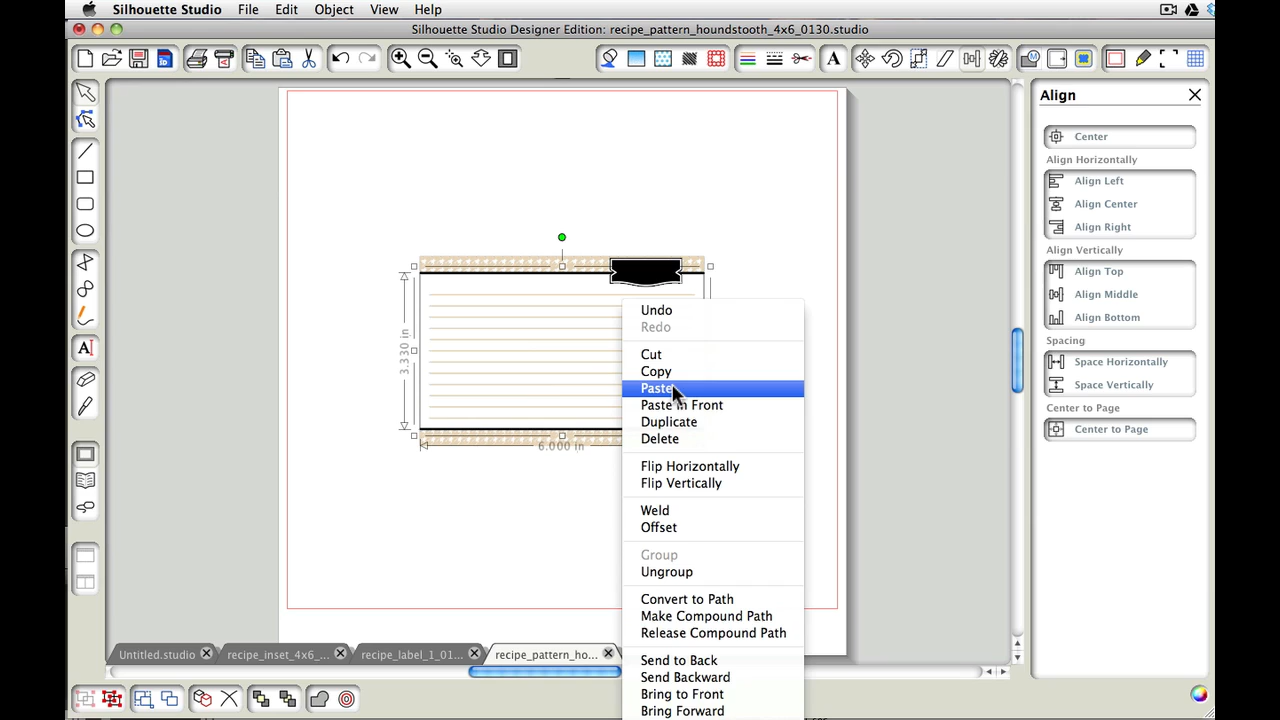 Silhouette Studio File Edit Object View Help
Silhouette Studio Designer Edition: recipe_pattern_houndstooth_4x6_0130.studio
Align
Center
Align Horizontally
Align Left
Align Center
Align Right
Align Vertically
Align Top
Align Middle
Align Bottom
Spacing
Space Horizontally
Space Vertically
Center to Page
Center to Page
3.330 in
6.000 in
Undo
Redo
Cut
Copy
Paste
Paste in Front
Duplicate
Delete
Flip Horizontally
Flip Vertically
Weld
Offset
Group
Ungroup
Convert to Path
Make Compound Path
Release Compound Path
Send to Back
Send Backward
Bring to Front
Bring Forward
Untitled.studio recipe_inset_4x6_... recipe_label_1_01... recipe_pattern_ho...